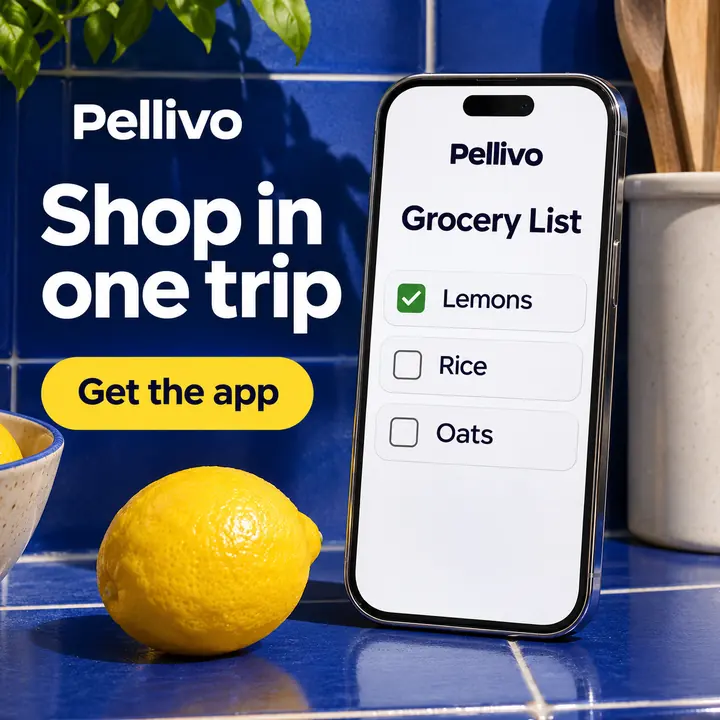 Pellivo
Shop in
one trip
Get the app
Pellivo
Grocery List
Lemons
Rice
Oats